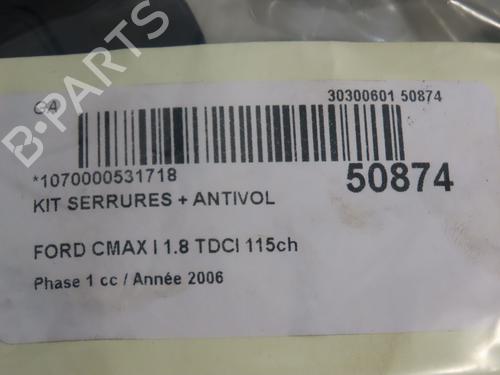 CA 30300601 50874
*1070000531718 50874
KIT SERRURES + ANTIVOL
FORD CMAX I 1.8 TDCI 115ch
Phase 1 cc / Année 2006
B-PARTS